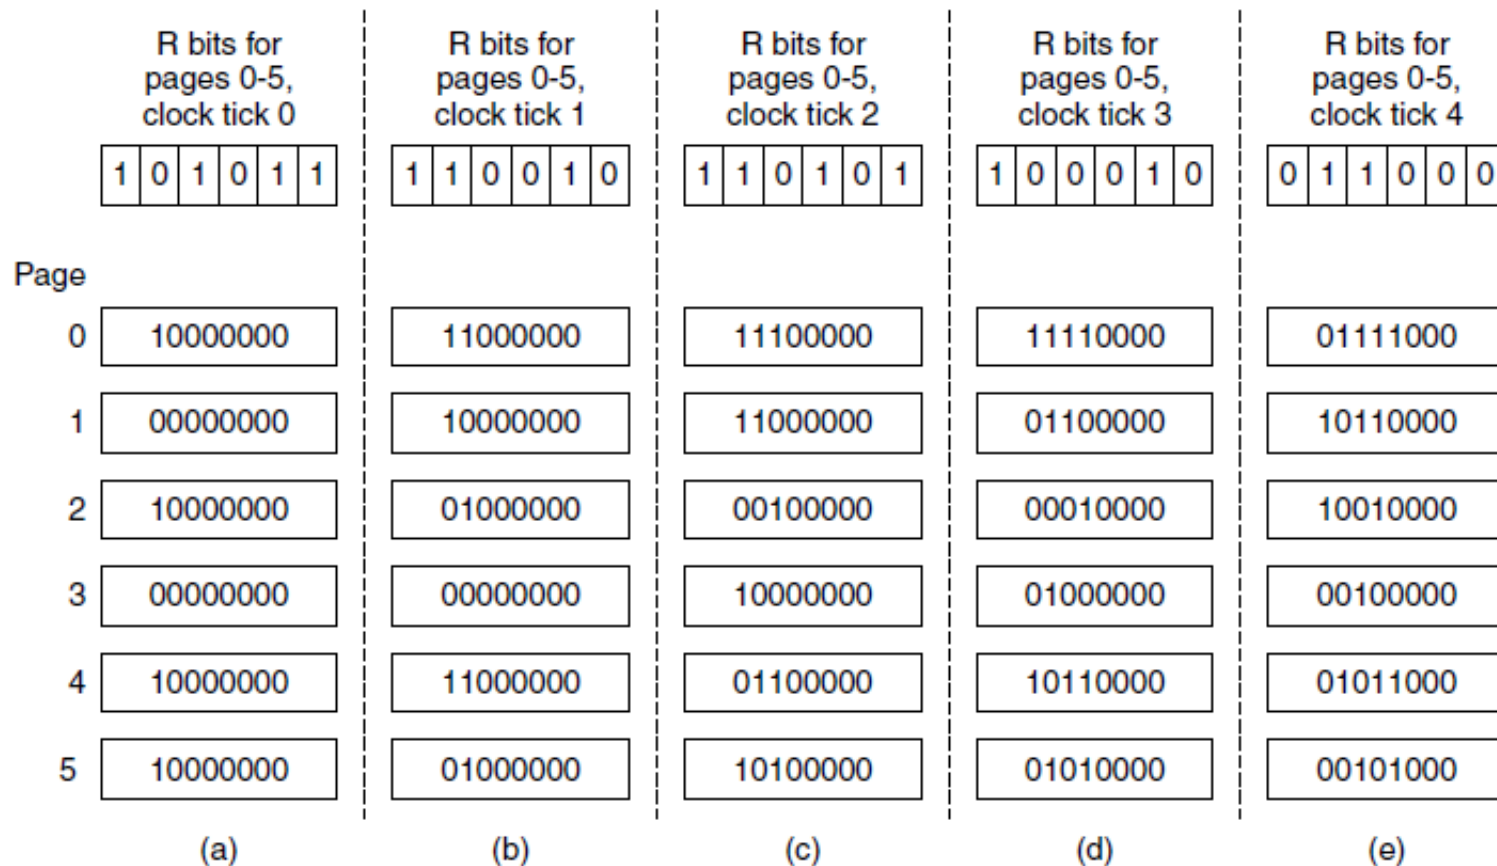 R bits for
pages 0-5,
clock tick 0
R bits for
pages 0-5,
clock tick 1
R bits for
pages 0-5,
clock tick 2
R bits for
pages 0-5,
clock tick 3
R bits for
pages 0-5,
clock tick 4
1 0 1 0 1 1
1 1 0 0 1 0
1 1 0 1 0 1
1 0 0 0 1 0
0 1 1 0 0 0
Page
0 10000000 11000000 11100000 11110000 01111000
1 00000000 10000000 11000000 01100000 10110000
2 10000000 01000000 00100000 00010000 10010000
3 00000000 00000000 10000000 01000000 00100000
4 10000000 11000000 01100000 10110000 01011000
5 10000000 01000000 10100000 01010000 00101000
(a) (b) (c) (d) (e)